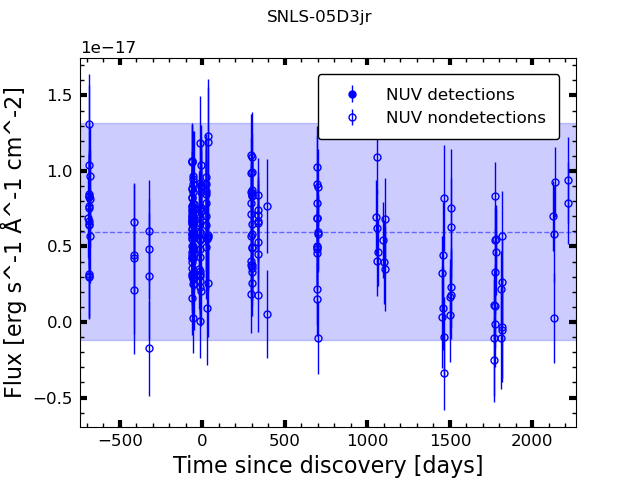 SNLS-05D3jr
1e−17
Flux [erg s^-1 Å^-1 cm^-2]
1.5
1.0
0.5
0.0
−0.5
NUV detections
NUV nondetections
−500 0 500 1000 1500 2000
Time since discovery [days]